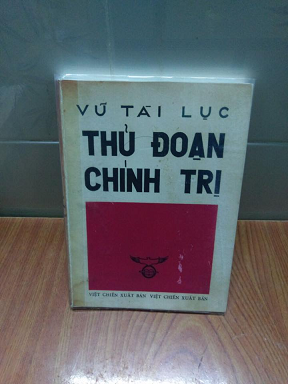 VŨ TÀI LỤC
THỦ ĐOẠN
CHÍNH TRỊ
VIỆT CHIẾN XUẤT BẢN VIỆT CHIẾN XUẤT BẢN